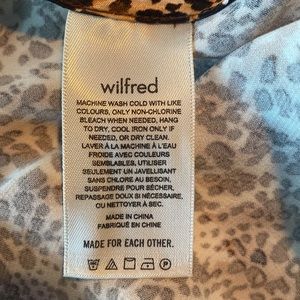 wilfred
MACHINE WASH COLD WITH LIKE
COLOURS, ONLY NON-CHLORINE
BLEACH WHEN NEEDED, HANG
TO DRY, COOL IRON ONLY IF
NEEDED, OR DRY CLEAN.
LAVER À LA MACHINE À L'EAU
FROIDE AVEC COULEURS
SEMBLABLES, UTILISER
SEULEMENT UN JAVELLISANT
SANS CHLORE AU BESOIN,
SUSPENDRE POUR SÉCHER,
REPASSAGE DOUX SI NÉCESSAIRE,
OU NETTOYER À SEC.
MADE IN CHINA
FABRIQUÉ EN CHINE
MADE FOR EACH OTHER.